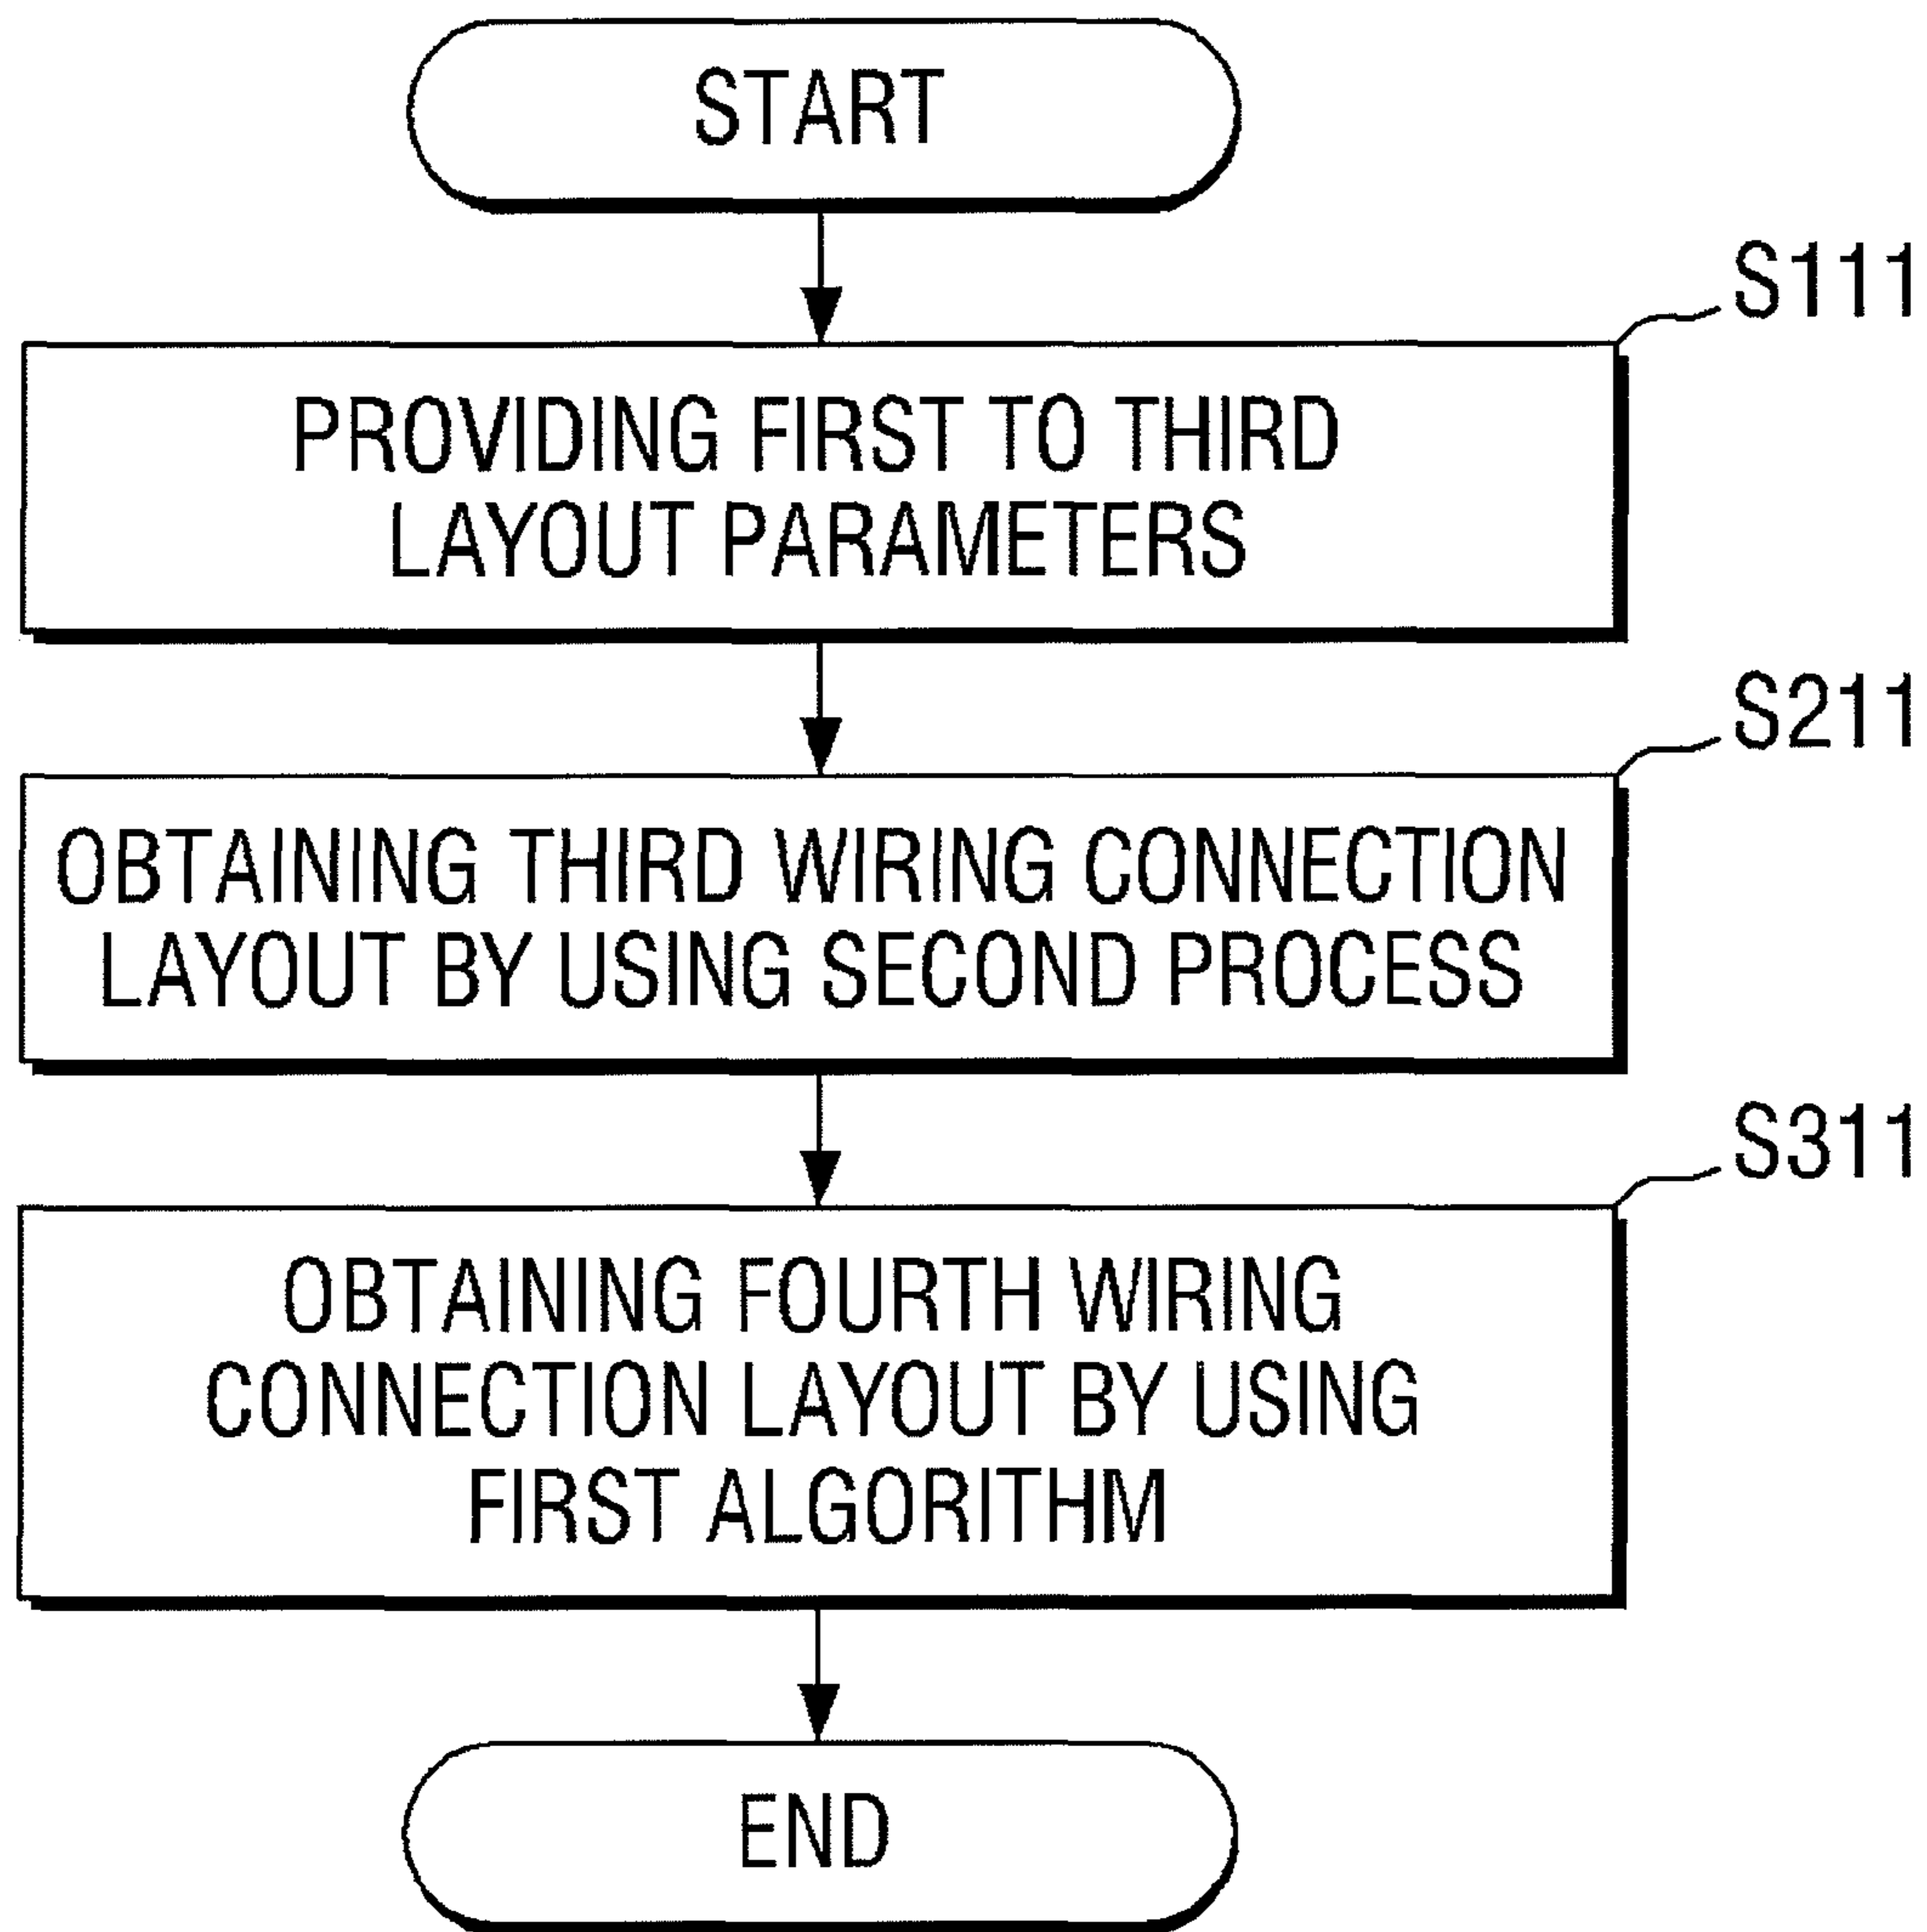 START
S111
PROVIDING FIRST TO THIRD
LAYOUT PARAMETERS
S211
OBTAINING THIRD WIRING CONNECTION
LAYOUT BY USING SECOND PROCESS
S311
OBTAINING FOURTH WIRING
CONNECTION LAYOUT BY USING
FIRST ALGORITHM
END